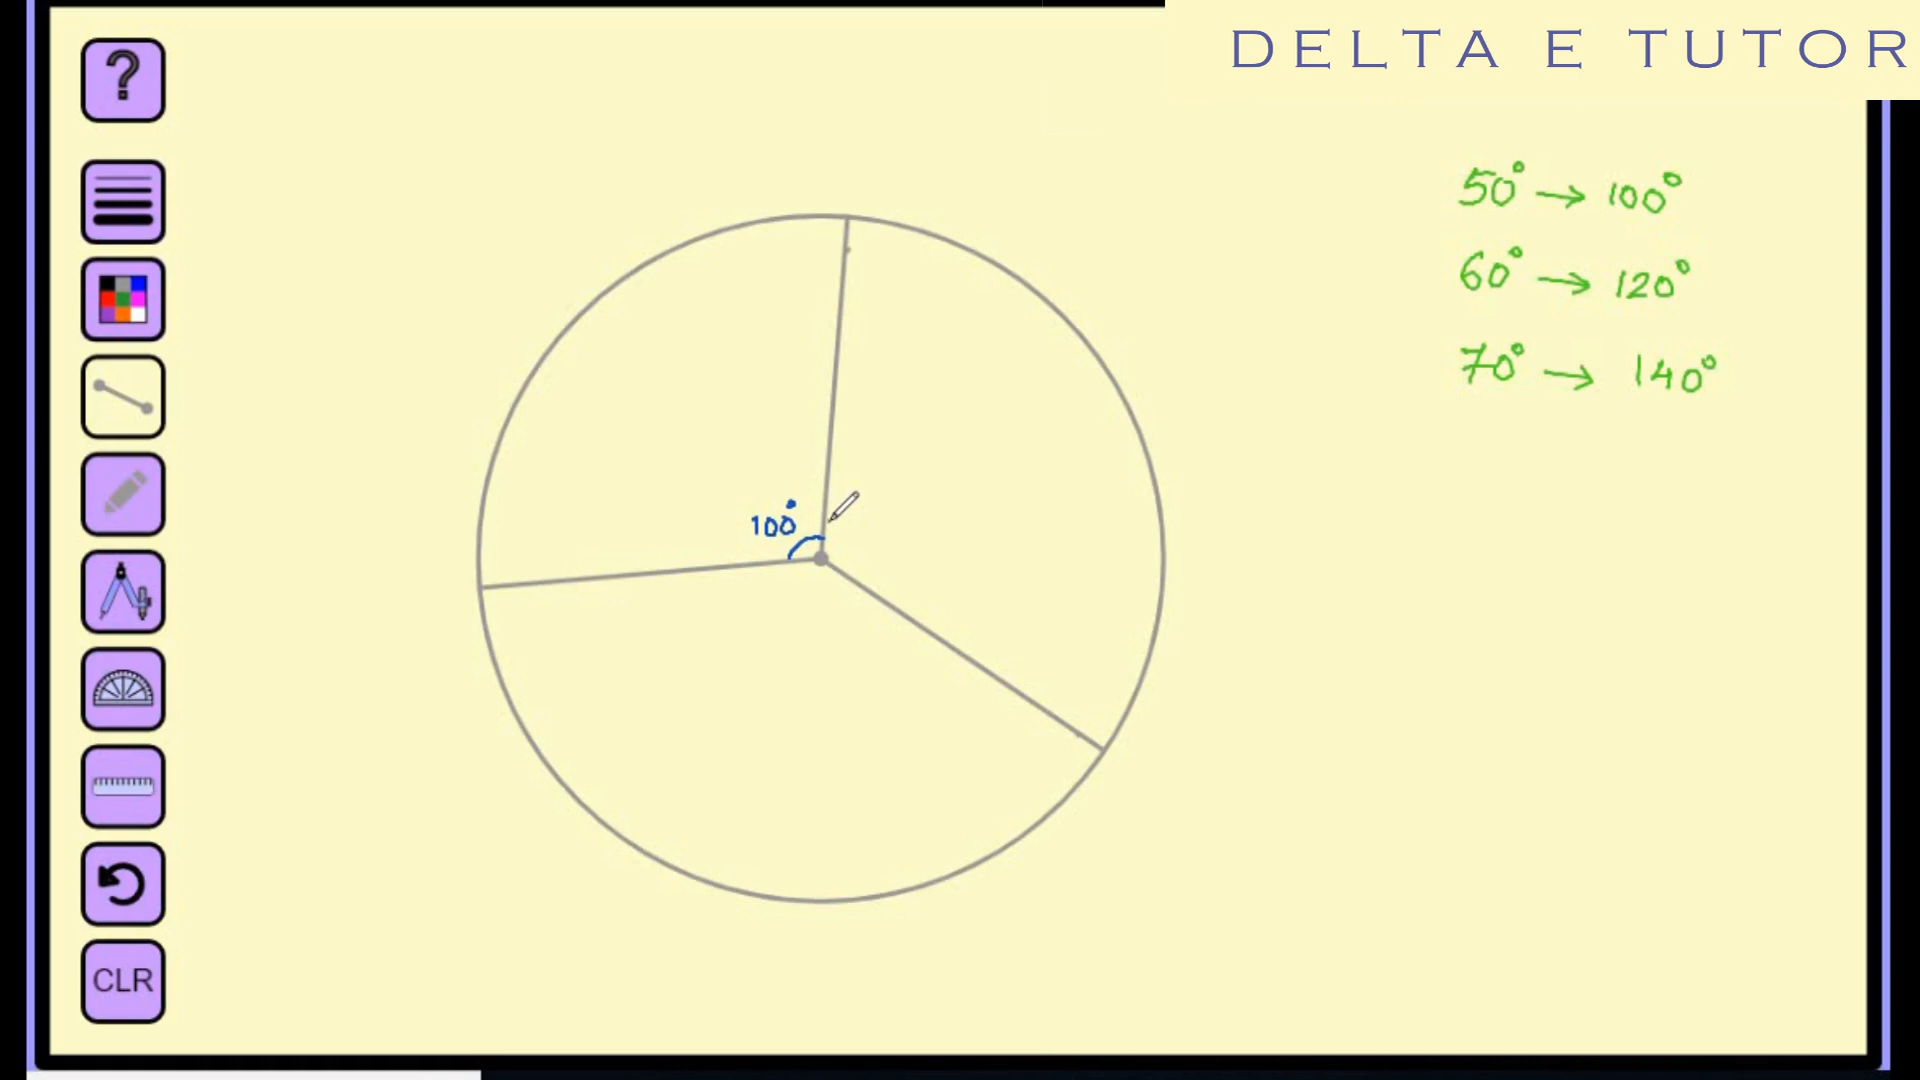 DELTA E TUTOR
?
50° → 100°
60° → 120°
70° → 140°
100°
CLR